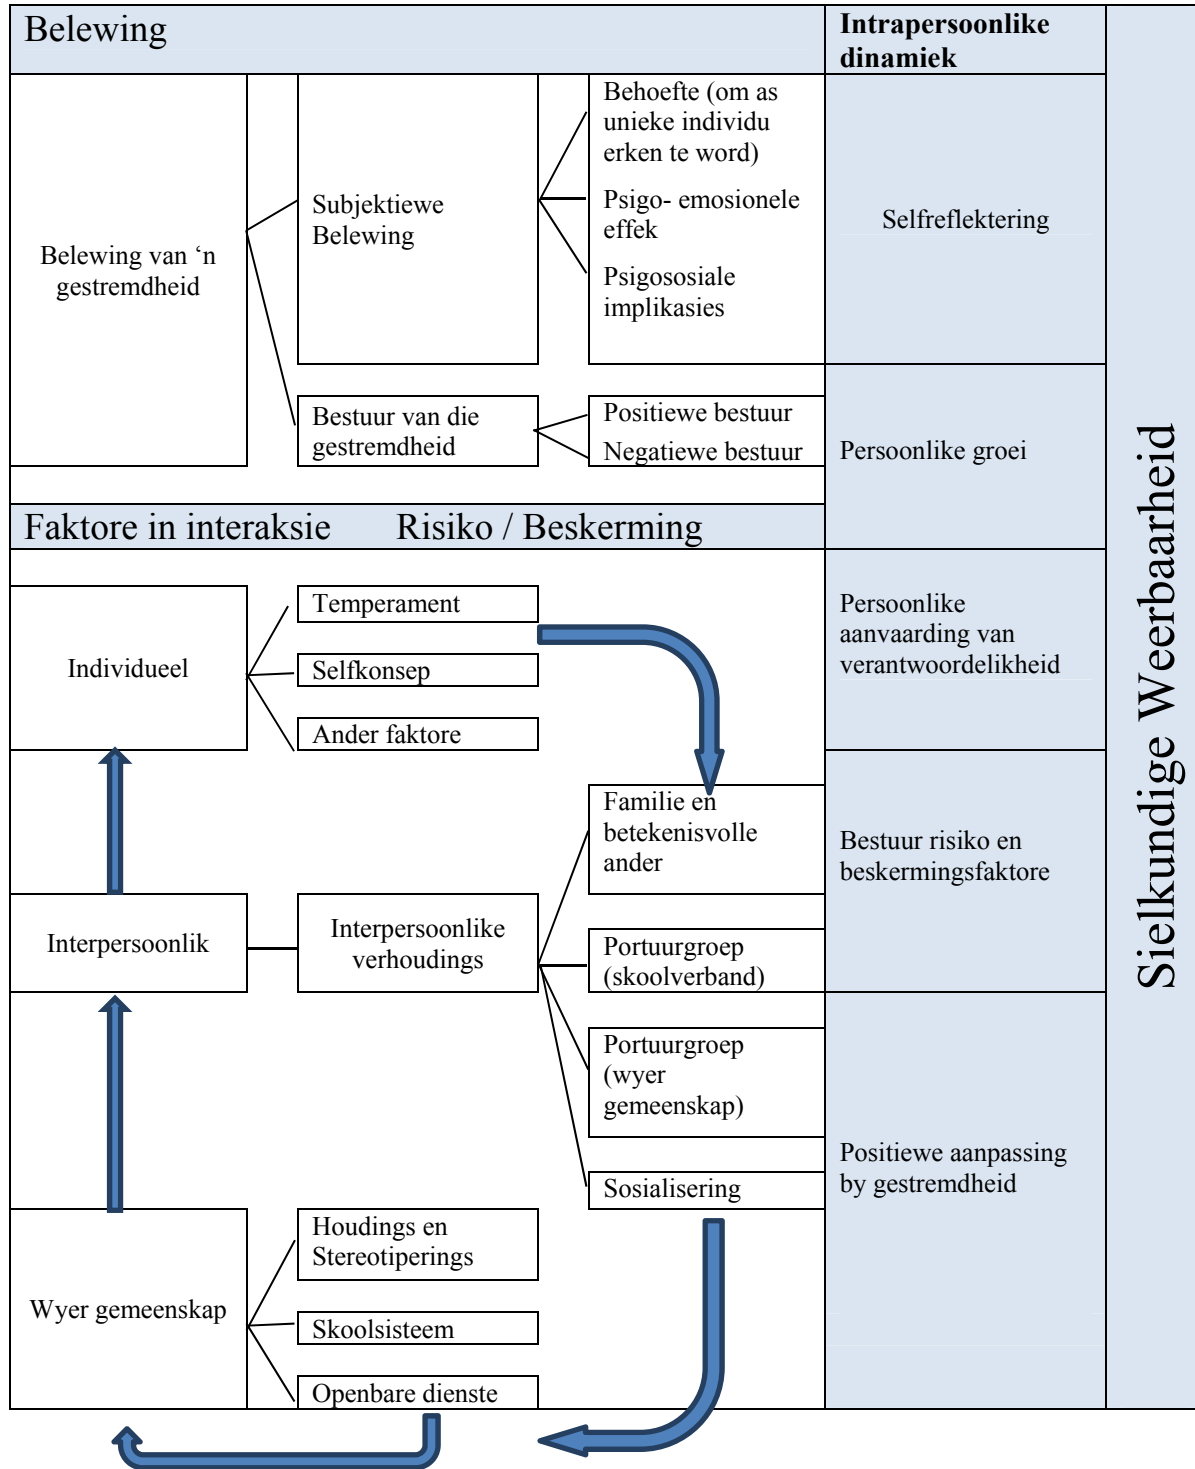 Belewing
Intrapersoonlike
dinamiek
Belewing van ‘n
gestremdheid
Subjektiewe
Belewing
Behoefte (om as
unieke individu
erken te word)
Psigo- emosionele
effek
Psigososiale
implikasies
Selfreflektering
Bestuur van die
gestremdheid
Positiewe bestuur
Negatiewe bestuur
Persoonlike groei
Faktore in interaksie Risiko / Beskerming
Individueel
Temperament
Selfkonsep
Ander faktore
Persoonlike
aanvaarding van
verantwoordelikheid
Familie en
betekenisvolle
ander
Bestuur risiko en
beskermingsfaktore
Interpersoonlik
Interpersoonlike
verhoudings
Portuurgroep
(skoolverband)
Portuurgroep
(wyer
gemeenskap)
Sosialisering
Positiewe aanpassing
by gestremdheid
Wyer gemeenskap
Houdings en
Stereotiperings
Skoolsisteem
Openbare dienste
Sielkundige Weerbaarheid